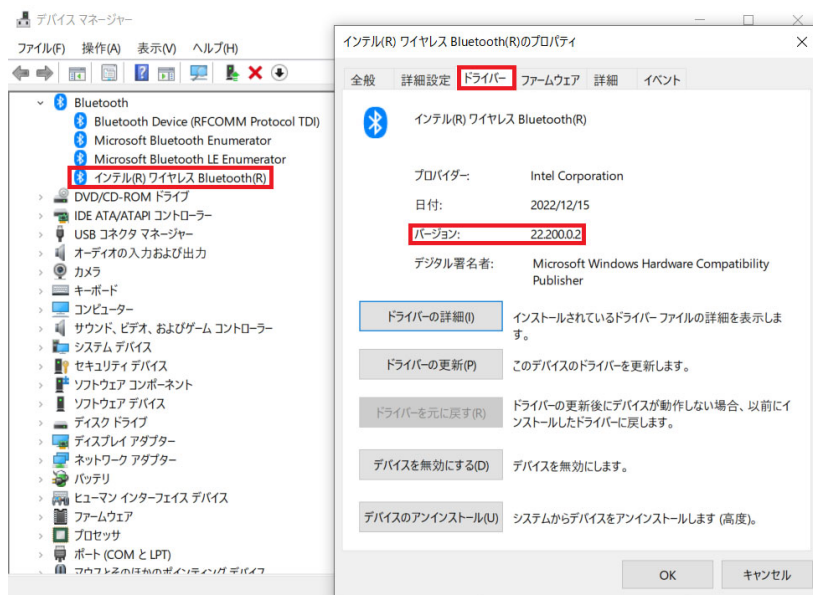 デバイス マネージャー
ファイル(F) 操作(A) 表示(V) ヘルプ(H)
Bluetooth
Bluetooth Device (RFCOMM Protocol TDI)
Microsoft Bluetooth Enumerator
Microsoft Bluetooth LE Enumerator
インテル(R) ワイヤレス Bluetooth(R)
DVD/CD-ROM ドライブ
IDE ATA/ATAPI コントローラー
USB コネクタ マネージャー
オーディオの入力および出力
カメラ
キーボード
コンピューター
サウンド、ビデオ、およびゲーム コントローラー
システム デバイス
セキュリティ デバイス
ソフトウェア コンポーネント
ソフトウェア デバイス
ディスク ドライブ
ディスプレイ アダプター
ネットワーク アダプター
バッテリ
ヒューマン インターフェイス デバイス
ファームウェア
プロセッサ
ポート (COM と LPT)
マウスとそのほかのポインティング デバイス
インテル(R) ワイヤレス Bluetooth(R)のプロパティ
全般 詳細設定 ドライバー ファームウェア 詳細 イベント
インテル(R) ワイヤレス Bluetooth(R)
プロバイダー: Intel Corporation
日付: 2022/12/15
バージョン: 22.200.0.2
デジタル署名者: Microsoft Windows Hardware Compatibility
Publisher
ドライバーの詳細(I) インストールされているドライバー ファイルの詳細を表示しま
す。
ドライバーの更新(P) このデバイスのドライバーを更新します。
ドライバーを元に戻す(R) ドライバーの更新後にデバイスが動作しない場合、以前にイ
ンストールしたドライバーに戻します。
デバイスを無効にする(D) デバイスを無効にします。
デバイスのアンインストール(U) システムからデバイスをアンインストールします (高度)。
OK キャンセル